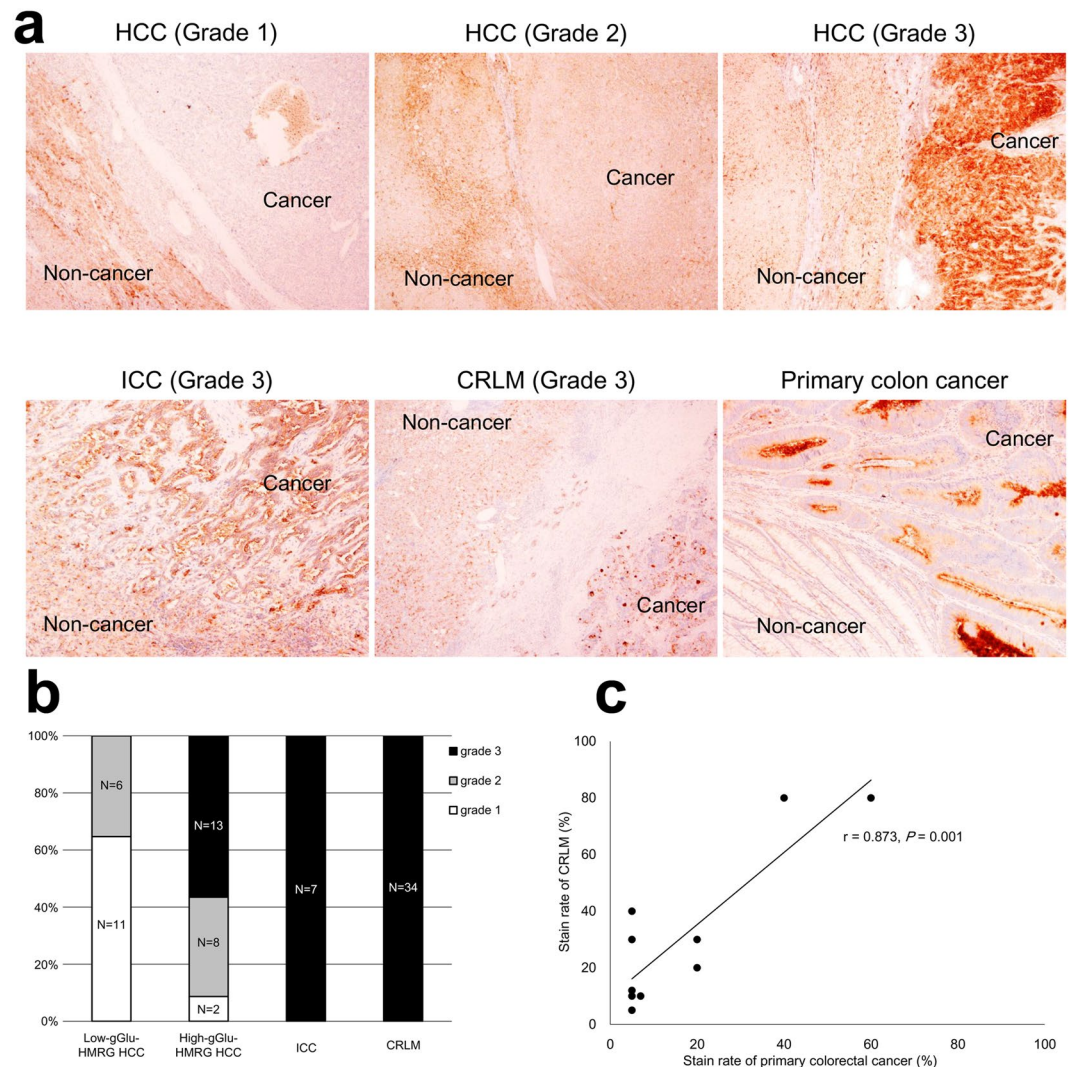 a
HCC (Grade 1)
HCC (Grade 2)
HCC (Grade 3)
Cancer
Non-cancer
Cancer
Non-cancer
Cancer
Non-cancer
ICC (Grade 3)
CRLM (Grade 3)
Primary colon cancer
Cancer
Non-cancer
Non-cancer
Cancer
Cancer
Non-cancer
b
100%
80%
60%
40%
20%
0%
N=6
N=11
N=13
N=8
N=2
N=7
N=34
grade 3
grade 2
grade 1
Low-gGlu-
HMRG HCC
High-gGlu-
HMRG HCC
ICC
CRLM
c
Stain rate of CRLM (%)
100
80
60
40
20
0
r = 0.873, P = 0.001
0
20
40
60
80
100
Stain rate of primary colorectal cancer (%)